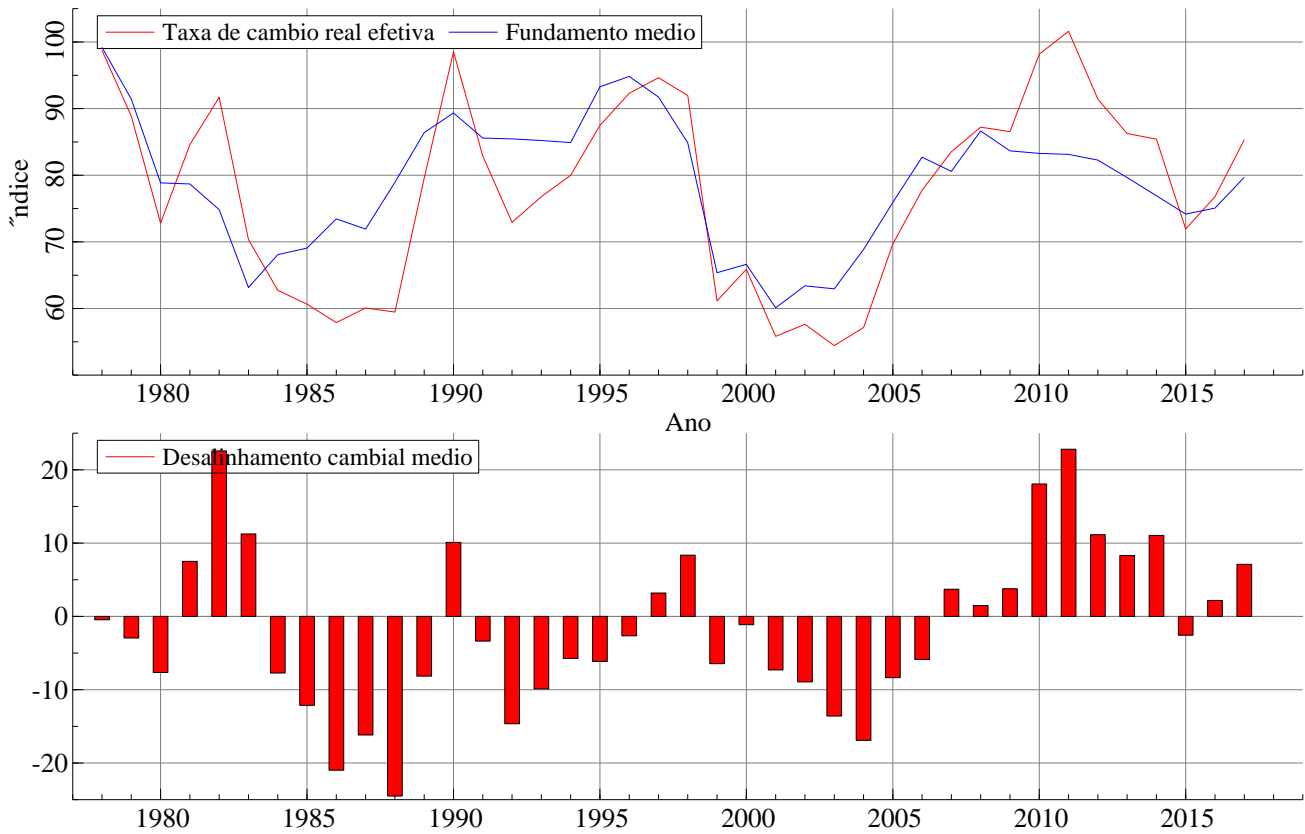 Taxa de cambio real efetiva Fundamento medio
100
90
80
70
60
˝ndice
1980 1985 1990 1995 2000 2005 2010 2015
Ano
Desalinhamento cambial medio
20
10
0
-10
-20
1980 1985 1990 1995 2000 2005 2010 2015